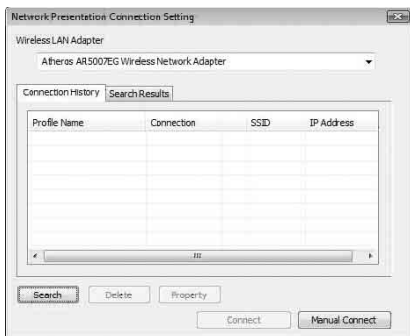 Network Presentation Connection Setting
Wireless LAN Adapter
Atheros AR5007EG Wireless Network Adapter
Connection History Search Results
Profile Name Connection SSID IP Address
Search Delete Property
Connect Manual Connect